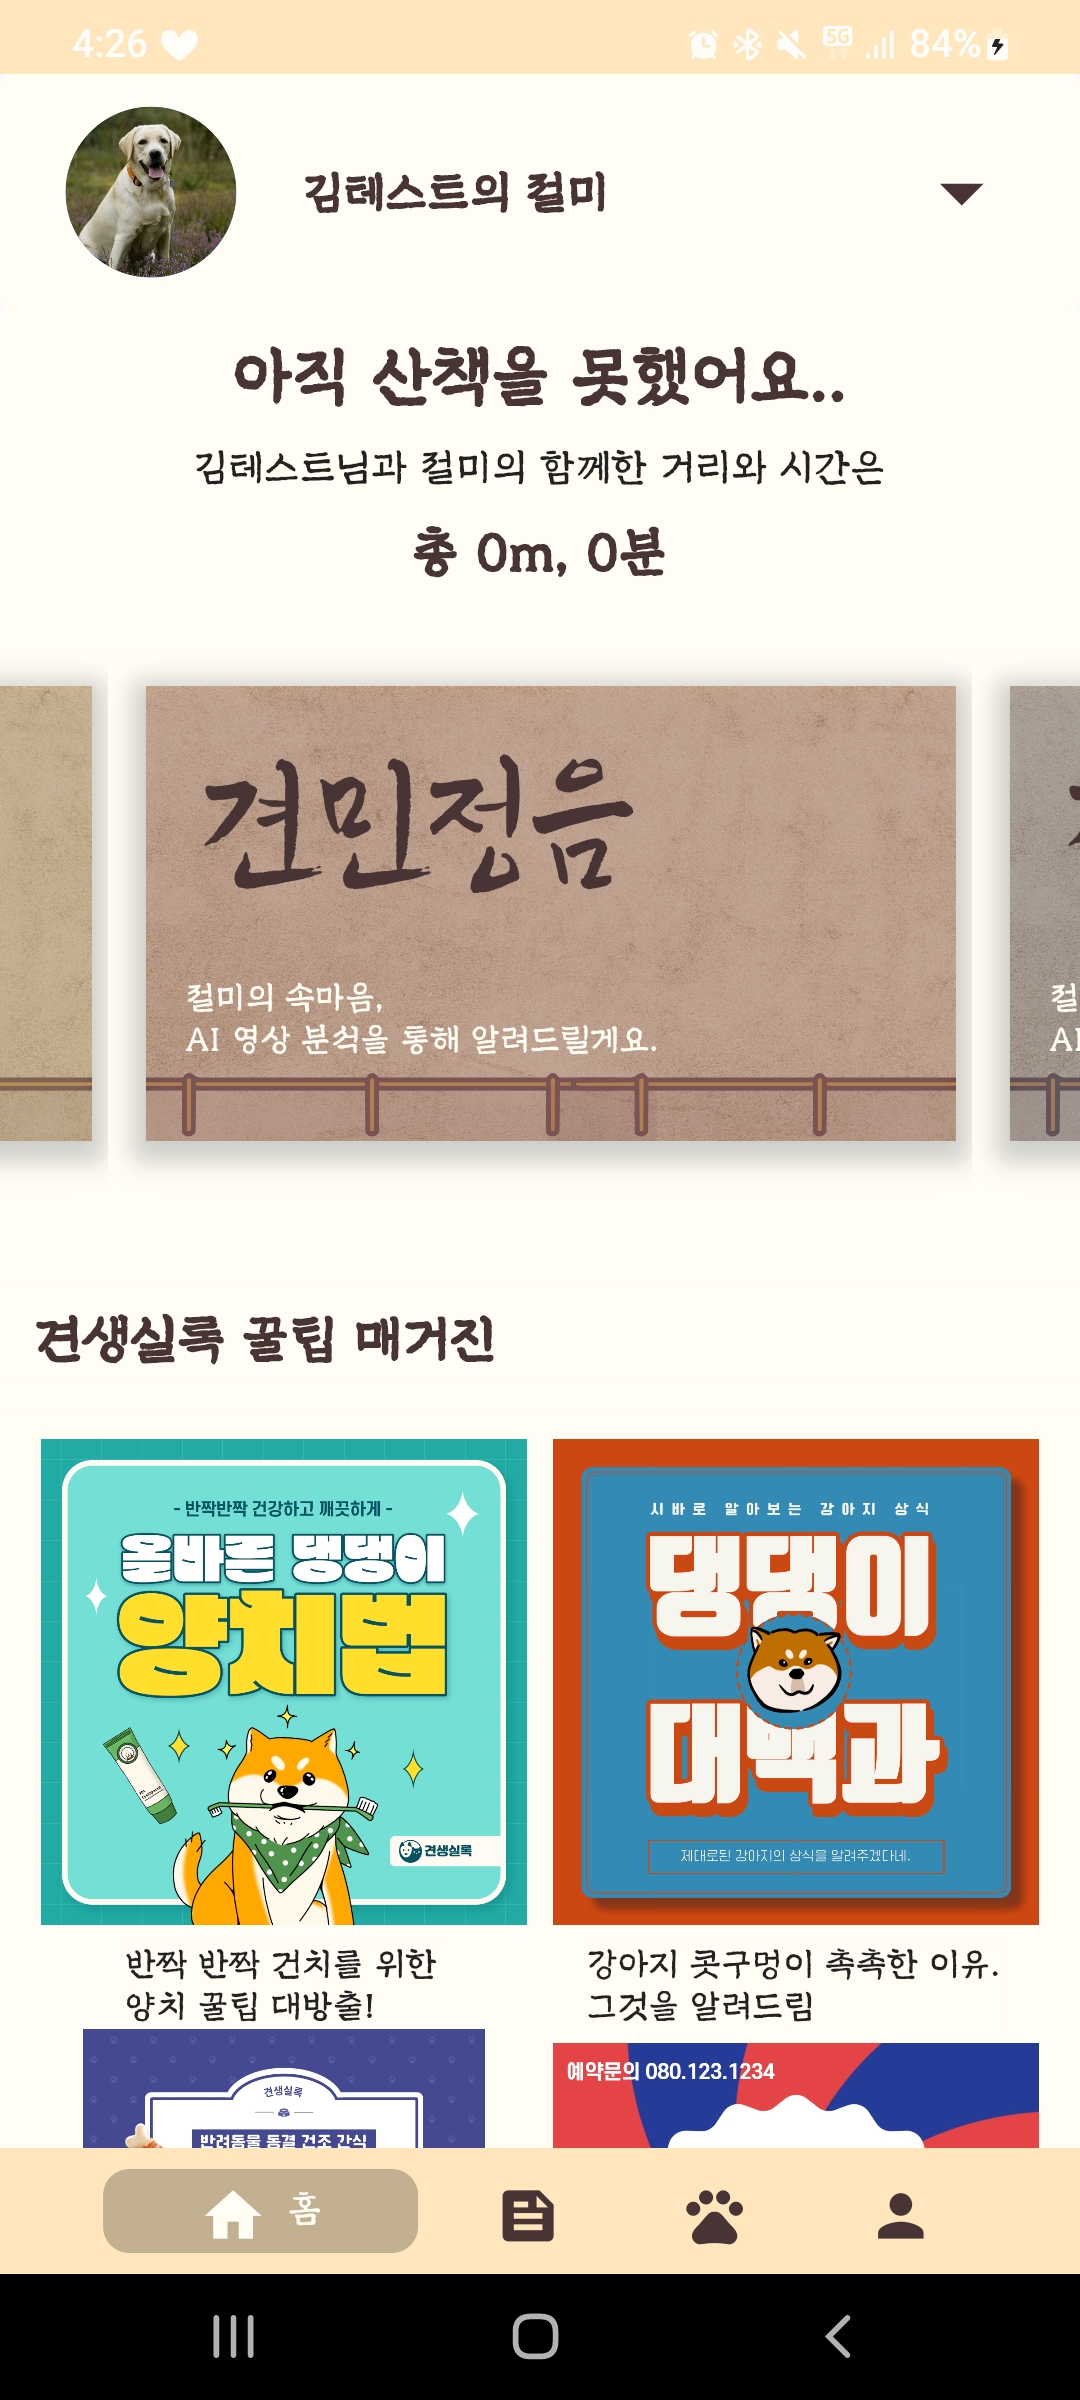 4:26
5G
84%
김테스트의 컬미
아직 산책을 못했어요..
김테스트님과 컬미의 함께한 거리와 시간은
총 0m, 0분
견민정음
컬미의 속마음,
AI 영상 분석을 통해 알려드릴게요.
컬
AI
견생실록 꿀팁 매거진
- 반짝반짝 건강하고 깨끗하게 -
올바른 댕댕이
양치법
견생실록
시바로 알아보는 강아지 상식
댕댕이
대백과
제대로된 강아지의 상식을 알려주겠다네.
반짝 반짝 건치를 위한
양치 꿀팁 대방출!
강아지 콧구멍이 촉촉한 이유.
그것을 알려드림
견생실록
반려동물 동결 건조 간식
예약문의 080.123.1234
홈